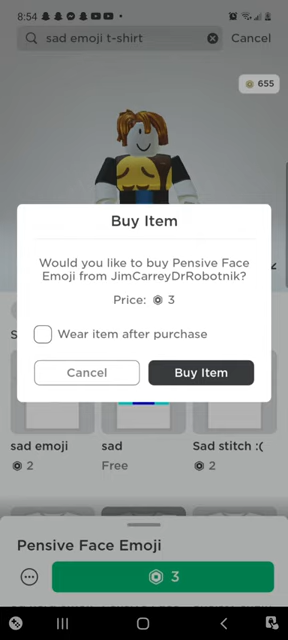 8:54
sad emoji t-shirt
Cancel
655
Buy Item
Would you like to buy Pensive Face
Emoji from JimCarreyDrRobotnik?
Price: 3
Wear item after purchase
Cancel
Buy Item
sad emoji
sad
Sad stitch :(
2
Free
2
Pensive Face Emoji
3